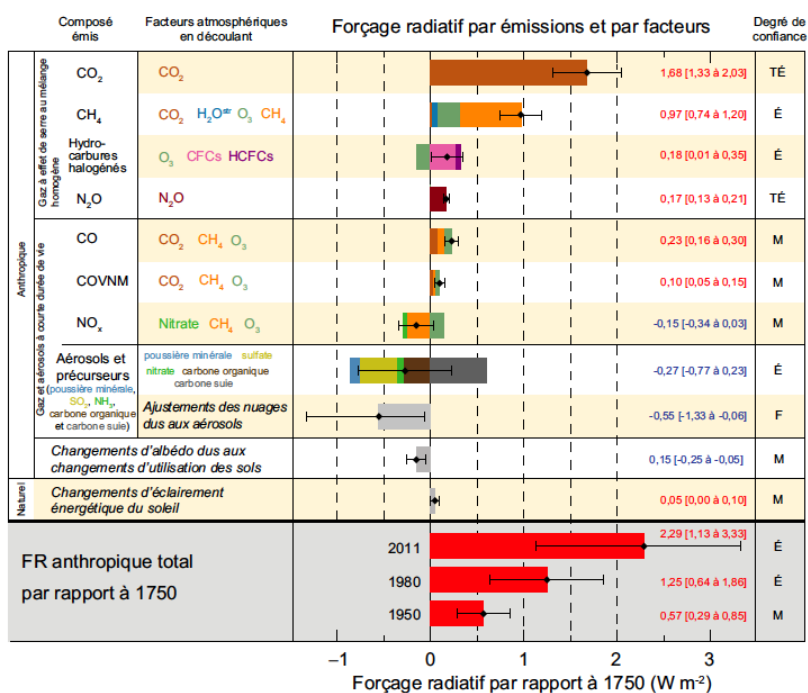 Composé
émis
Facteurs atmosphériques
en découlant
Forçage radiatif par émissions et par facteurs
Degré de
confiance
Anthropique
Gaz à effet de serre au mélange
homogène
CO₂
CO₂
1,68 [1,33 à 2,03]
TÉ
CH₄
CO₂ H₂Oˢᵗʳ O₃ CH₄
0,97 [0,74 à 1,20]
É
Hydro-
carbures
halogénés
O₃ CFCs HCFCs
0,18 [0,01 à 0,35]
É
N₂O
N₂O
0,17 [0,13 à 0,21]
TÉ
Gaz et aérosols à courte durée de vie
CO
CO₂ CH₄ O₃
0,23 [0,16 à 0,30]
M
COVNM
CO₂ CH₄ O₃
0,10 [0,05 à 0,15]
M
NOₓ
Nitrate CH₄ O₃
-0,15 [-0,34 à 0,03]
M
Aérosols et
précurseurs
(poussière minérale,
SO₂, NH₃,
carbone organique
et carbone suie)
poussière minérale sulfate
nitrate carbone organique
carbone suie
-0,27 [-0,77 à 0,23]
É
Ajustements des nuages
dus aux aérosols
-0,55 [-1,33 à -0,06]
F
Changements d'albédo dus aux
changements d'utilisation des sols
0,15 [-0,25 à -0,05]
M
Naturel
Changements d'éclairement
énergétique du soleil
0,05 [0,00 à 0,10]
M
FR anthropique total
par rapport à 1750
2011
2,29 [1,13 à 3,33]
É
1980
1,25 [0,64 à 1,86]
É
1950
0,57 [0,29 à 0,85]
M
−1 0 1 2 3
Forçage radiatif par rapport à 1750 (W m⁻²)